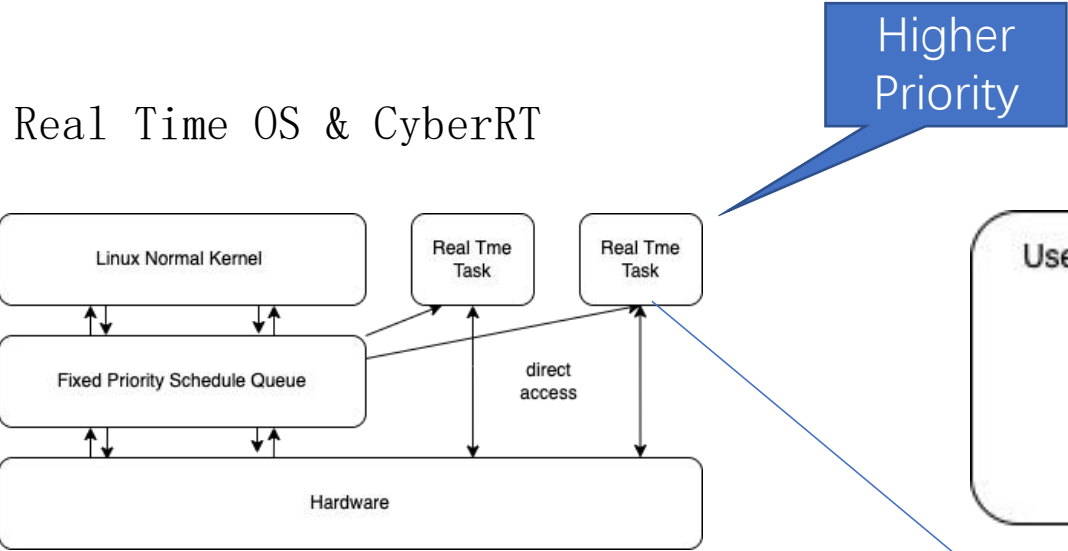 Higher
Priority
Real Time OS & CyberRT
Linux Normal Kernel
Real Tme
Task
Real Tme
Task
Fixed Priority Schedule Queue
direct
access
Hardware
Use